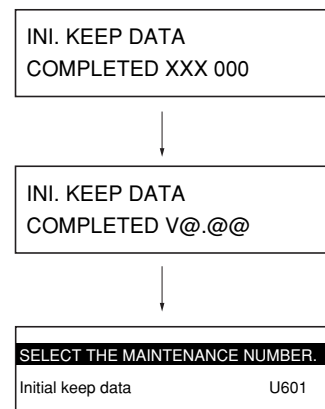 INI. KEEP DATA
COMPLETED XXX 000
INI. KEEP DATA
COMPLETED V@.@@
SELECT THE MAINTENANCE NUMBER.
Initial keep data U601